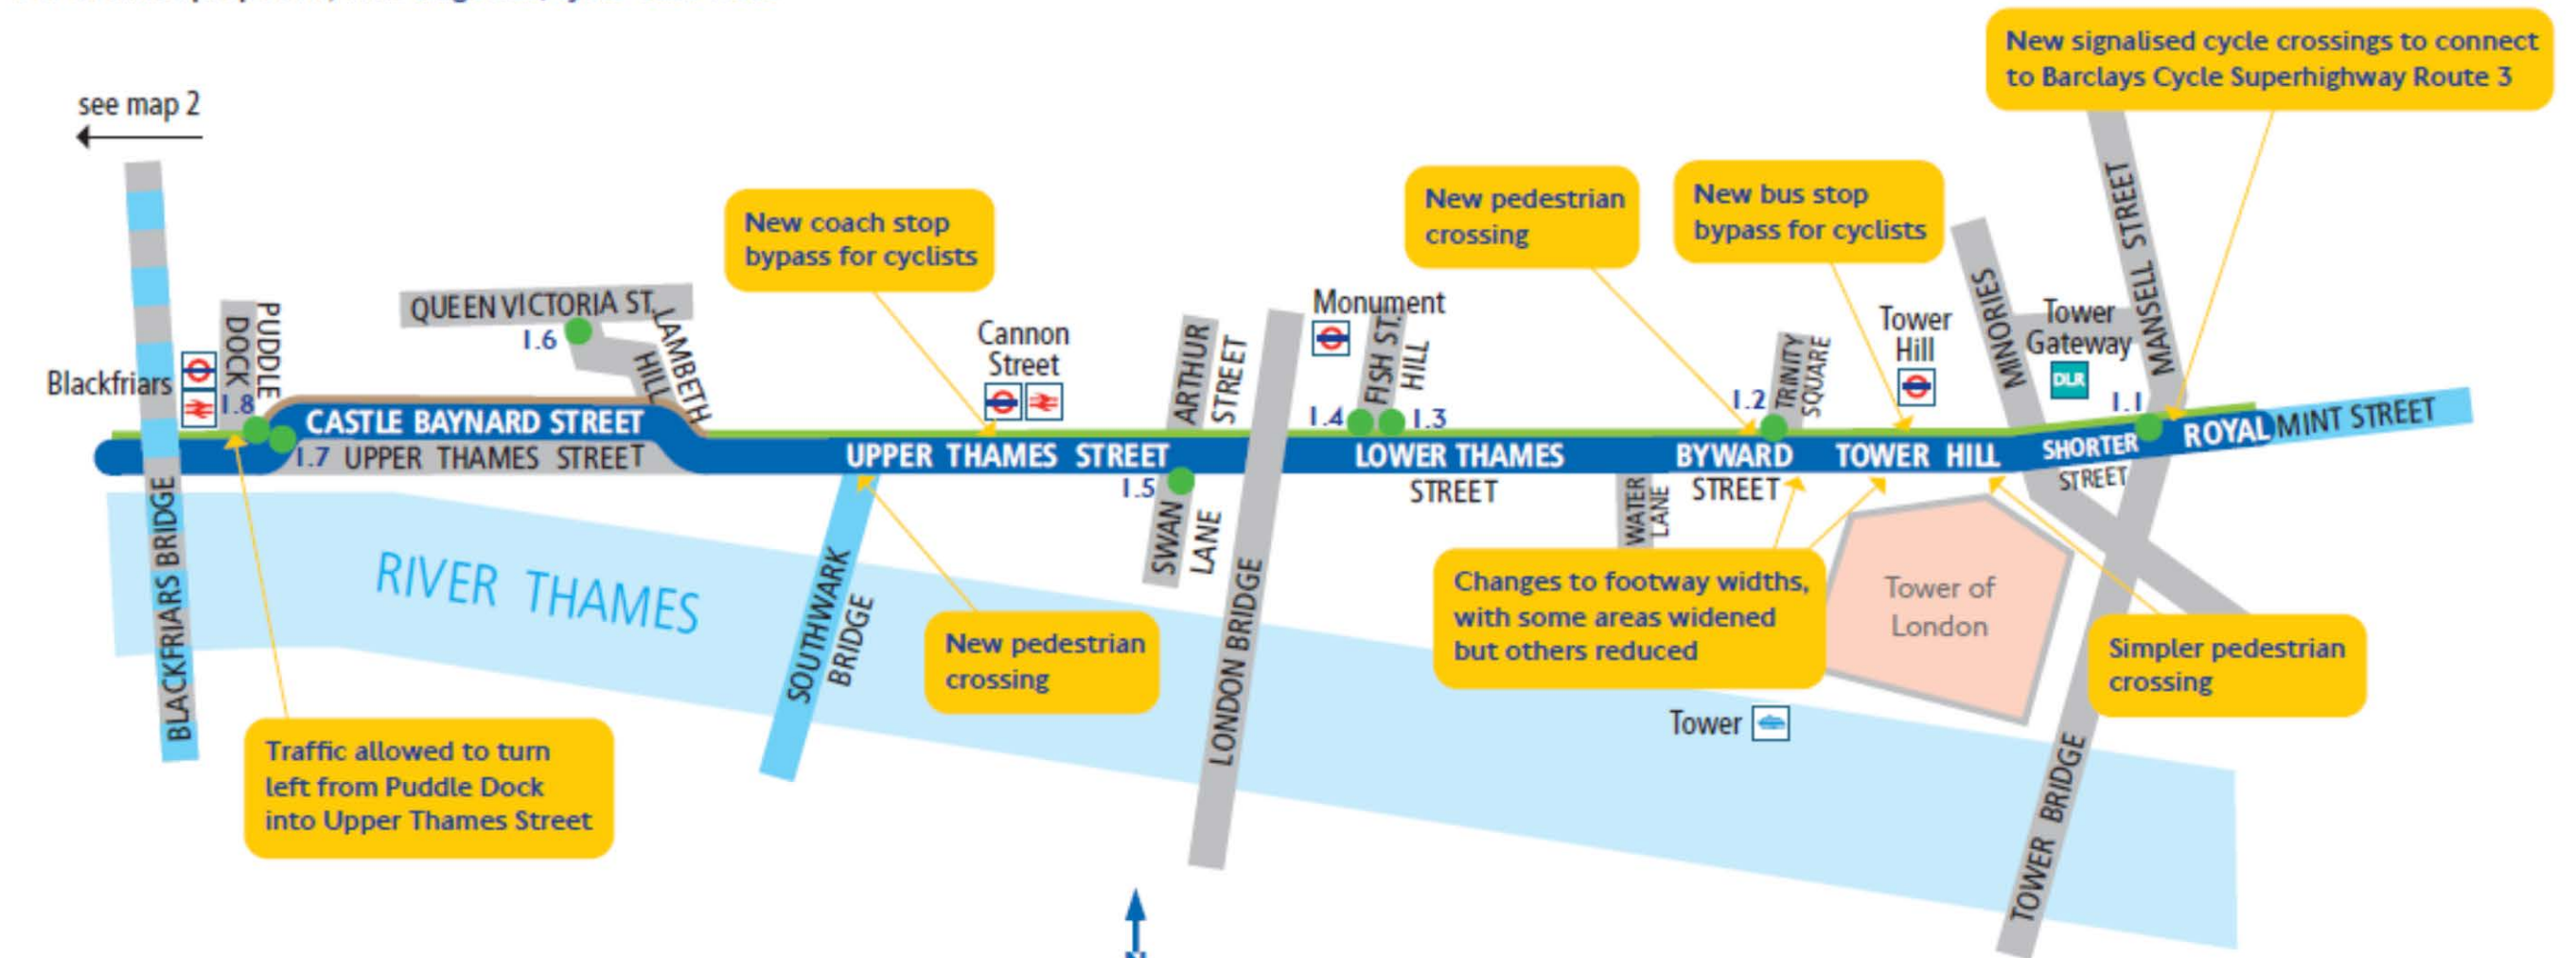 New signalised cycle crossings to connect
to Barclays Cycle Superhighway Route 3
see map 2
New coach stop
bypass for cyclists
New pedestrian
crossing
New bus stop
bypass for cyclists
MANSELL STREET
MINORIES
Tower
Gateway
DLR
Tower
Hill
TRINITY
SQUARE
Monument
FISH ST.
HILL
ARTHUR
STREET
Cannon
Street
QUEEN VICTORIA ST.
LAMBETH
HILL
PUDDLE
DOCK
Blackfriars
1.8
1.7
1.6
1.5
1.4
1.3
1.2
1.1
CASTLE BAYNARD STREET
UPPER THAMES STREET
UPPER THAMES STREET
LOWER THAMES
STREET
BYWARD
STREET
TOWER HILL
SHORTER
STREET
ROYAL MINT STREET
WATER
LANE
SWAN
LANE
BLACKFRIARS BRIDGE
RIVER THAMES
SOUTHWARK
BRIDGE
LONDON BRIDGE
TOWER BRIDGE
Tower of
London
Tower
New pedestrian
crossing
Changes to footway widths,
with some areas widened
but others reduced
Simpler pedestrian
crossing
Traffic allowed to turn
left from Puddle Dock
into Upper Thames Street